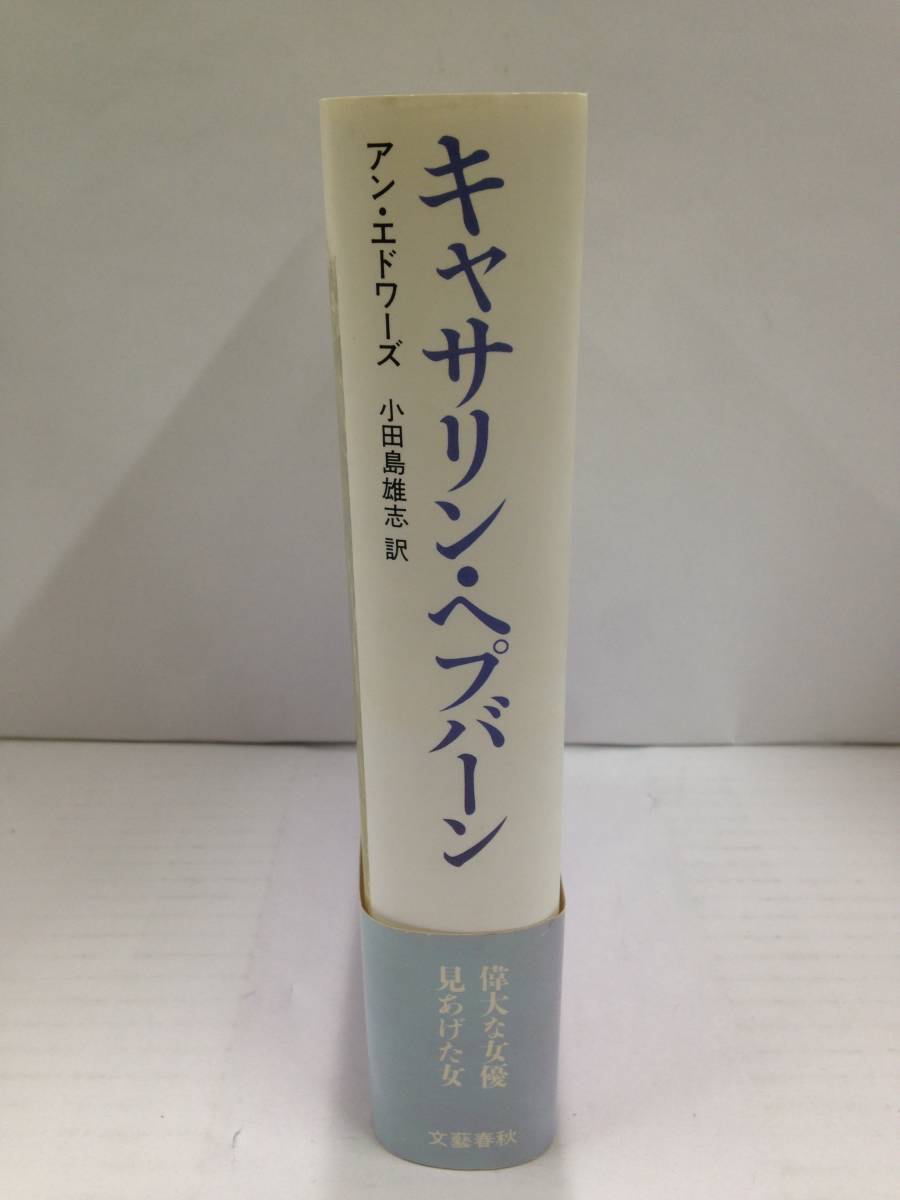 キャサリン・ヘプバーン
アン・エドワーズ 小田島雄志 訳
偉大な女優
見あげた女
文藝春秋